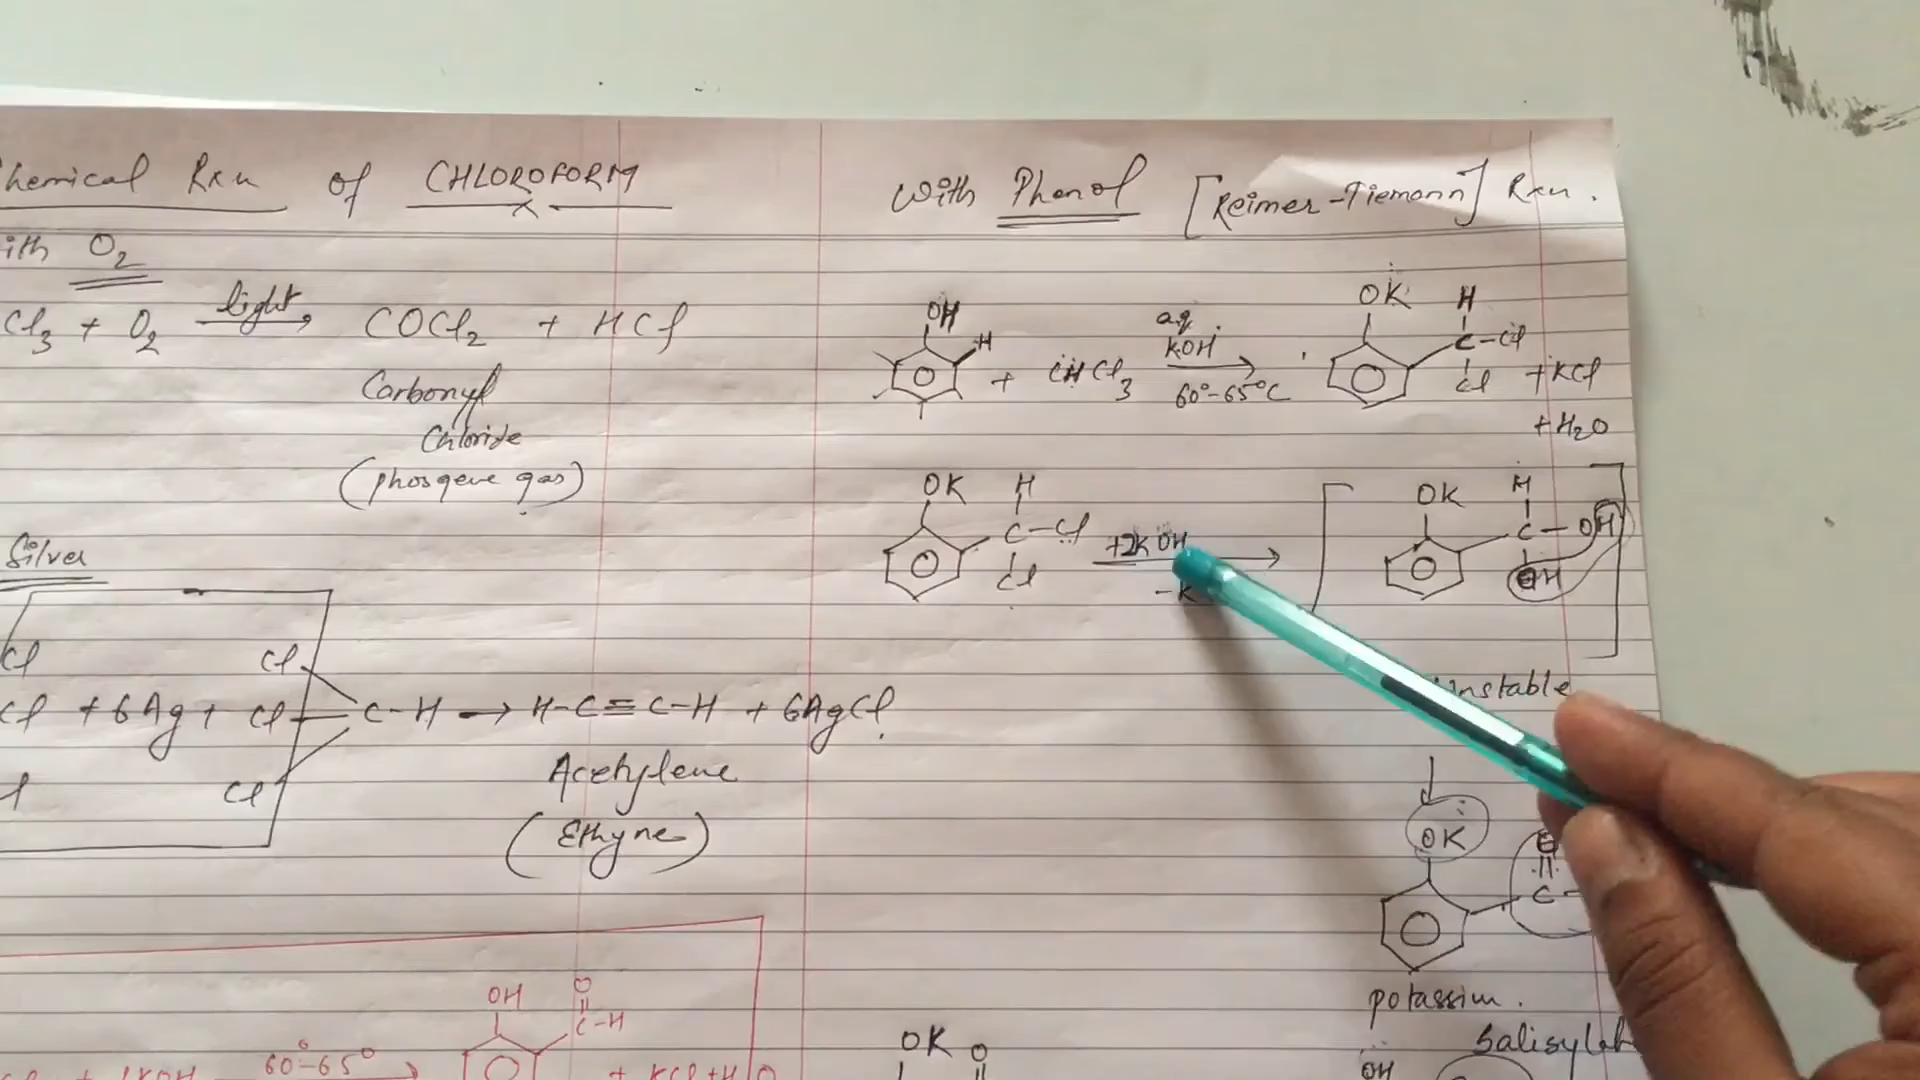 hemical Rxn of CHLOROFORM
ith O2
Cl3 + O2 light → COCl2 + HCl
Carbonyl
Chloride
(phosgene gas)
Silver
Cl Cl
Cl + 6Ag + Cl C-H → H-C≡C-H + 6AgCl
Cl
Acetylene
(Ethyne)
OH O
C-H
60°-65°
+ KCl + H2O
With Phenol [Reimer-Tiemann] Rxn.
OH H + CHCl3 aq KOH 60°-65°C → OK H C-Cl Cl + KCl
+ H2O
OK H C-Cl Cl +2KOH -K → [OK H C-OH OH]
Unstable
OK
C
potassium.
OK O
OH